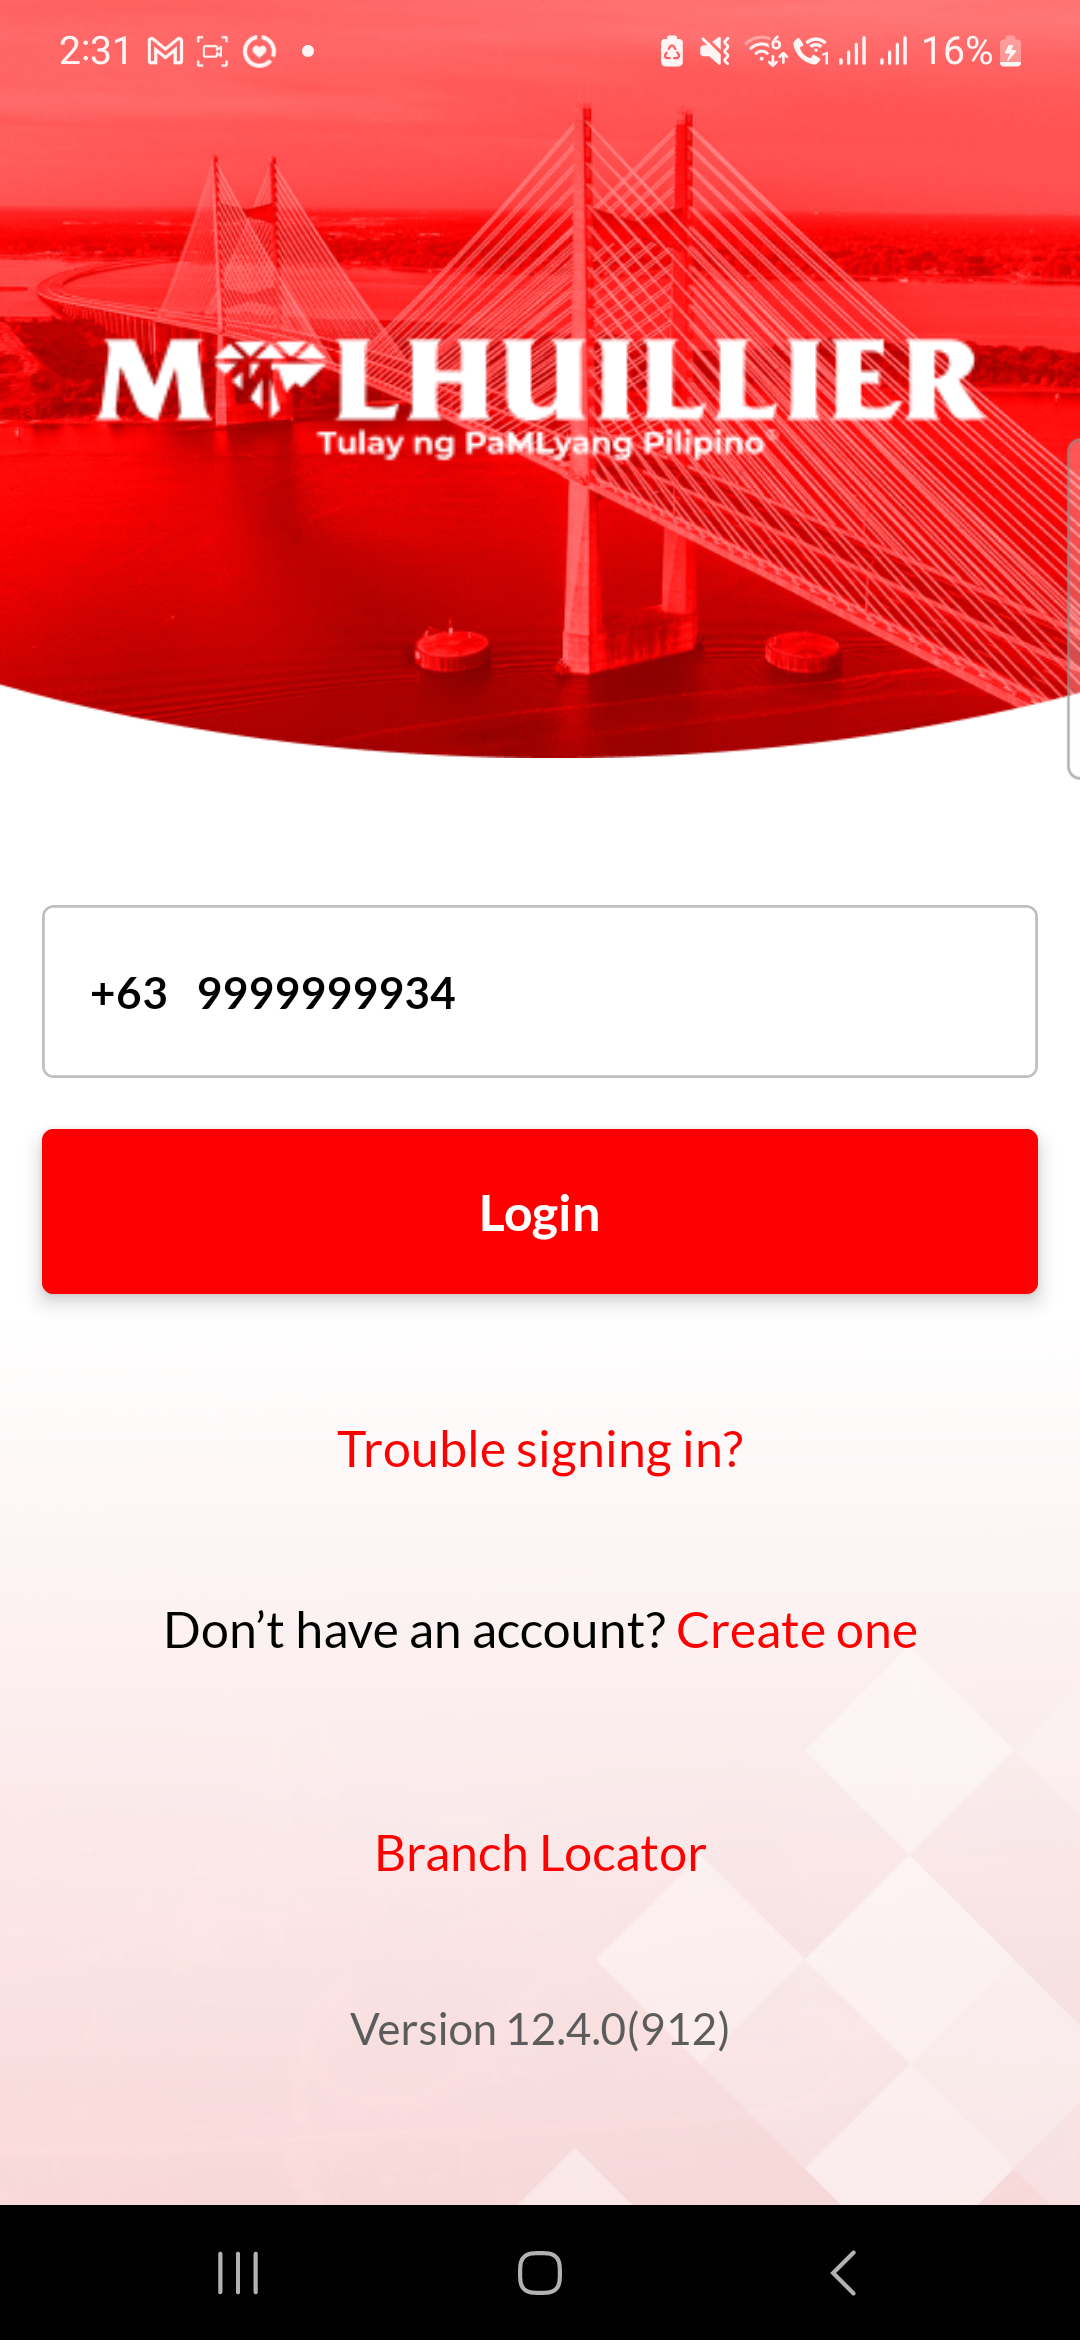 2:31 16%
M LHUILLIER
Tulay ng PaMLyang Pilipino
+63 9999999934
Login
Trouble signing in?
Don’t have an account? Create one
Branch Locator
Version 12.4.0(912)